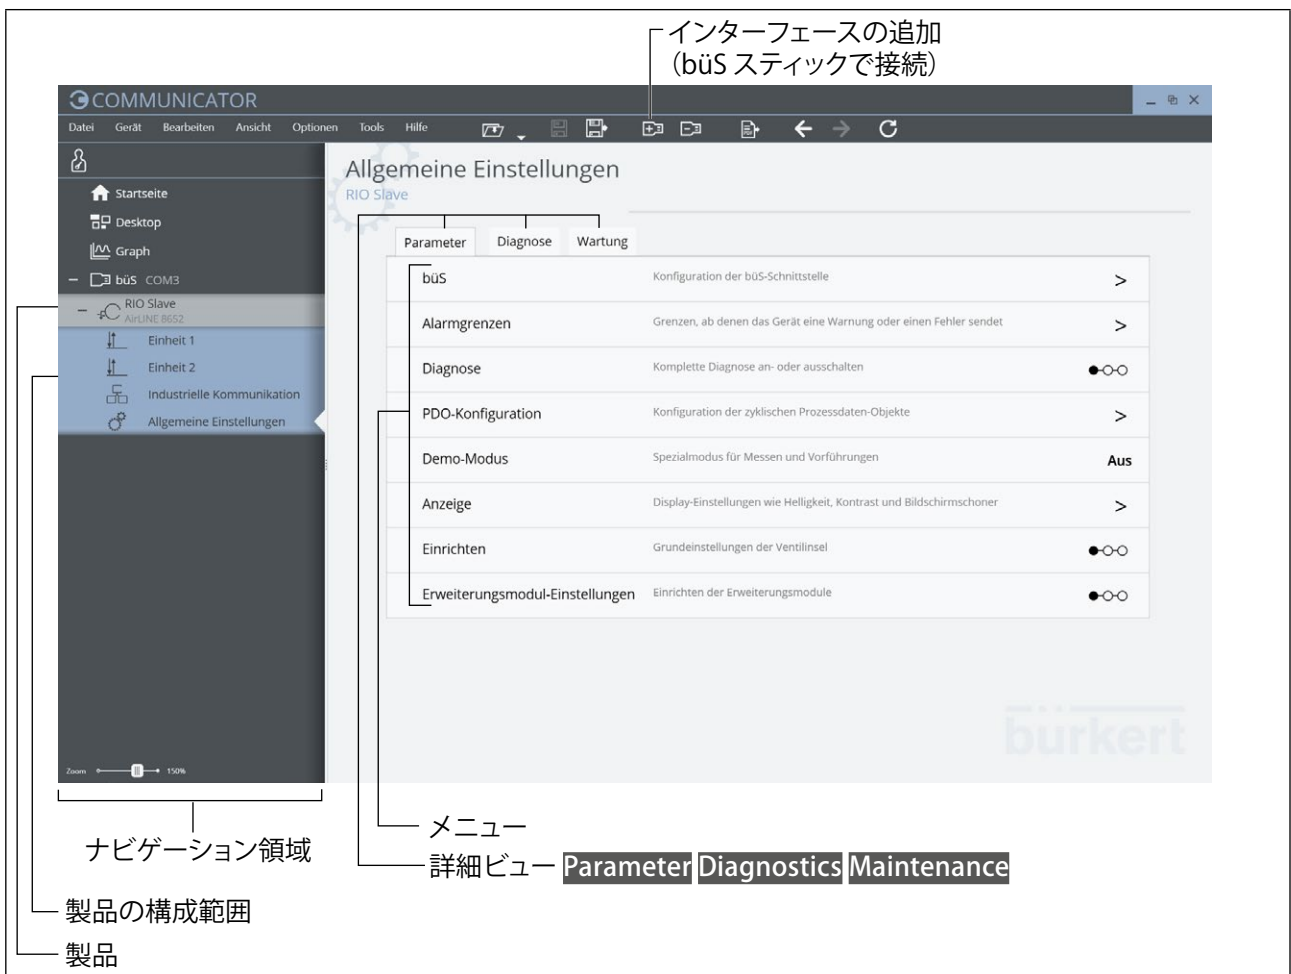 インターフェースの追加
（büS スティックで接続）
COMMUNICATOR
Datei Gerät Bearbeiten Ansicht Optionen Tools Hilfe
Allgemeine Einstellungen
RIO Slave
Startseite
Desktop
Graph
büS COM3
RIO Slave
AirLINE 8652
Einheit 1
Einheit 2
Industrielle Kommunikation
Allgemeine Einstellungen
Parameter Diagnose Wartung
büS Konfiguration der büS-Schnittstelle >
Alarmgrenzen Grenzen, ab denen das Gerät eine Warnung oder einen Fehler sendet >
Diagnose Komplette Diagnose an- oder ausschalten
PDO-Konfiguration Konfiguration der zyklischen Prozessdaten-Objekte >
Demo-Modus Spezialmodus für Messen und Vorführungen Aus
Anzeige Display-Einstellungen wie Helligkeit, Kontrast und Bildschirmschoner >
Einrichten Grundeinstellungen der Ventilinsel
Erweiterungsmodul-Einstellungen Einrichten der Erweiterungsmodule
bürkert
Zoom 150%
メニュー
ナビゲーション領域
詳細ビュー Parameter Diagnostics Maintenance
製品の構成範囲
製品